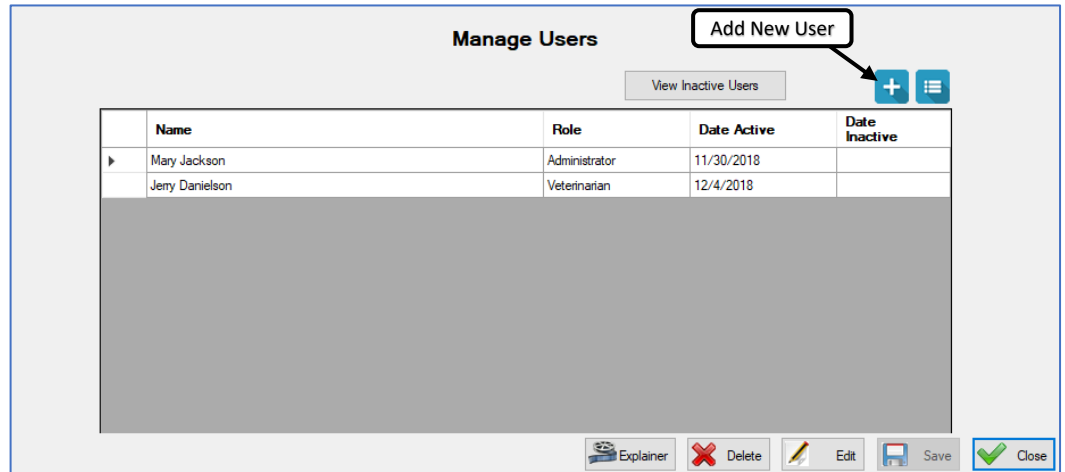 Add New User
Manage Users
View Inactive Users
Name Role Date Active Date Inactive
Mary Jackson Administrator 11/30/2018
Jerry Danielson Veterinarian 12/4/2018
Explainer Delete Edit Save Close